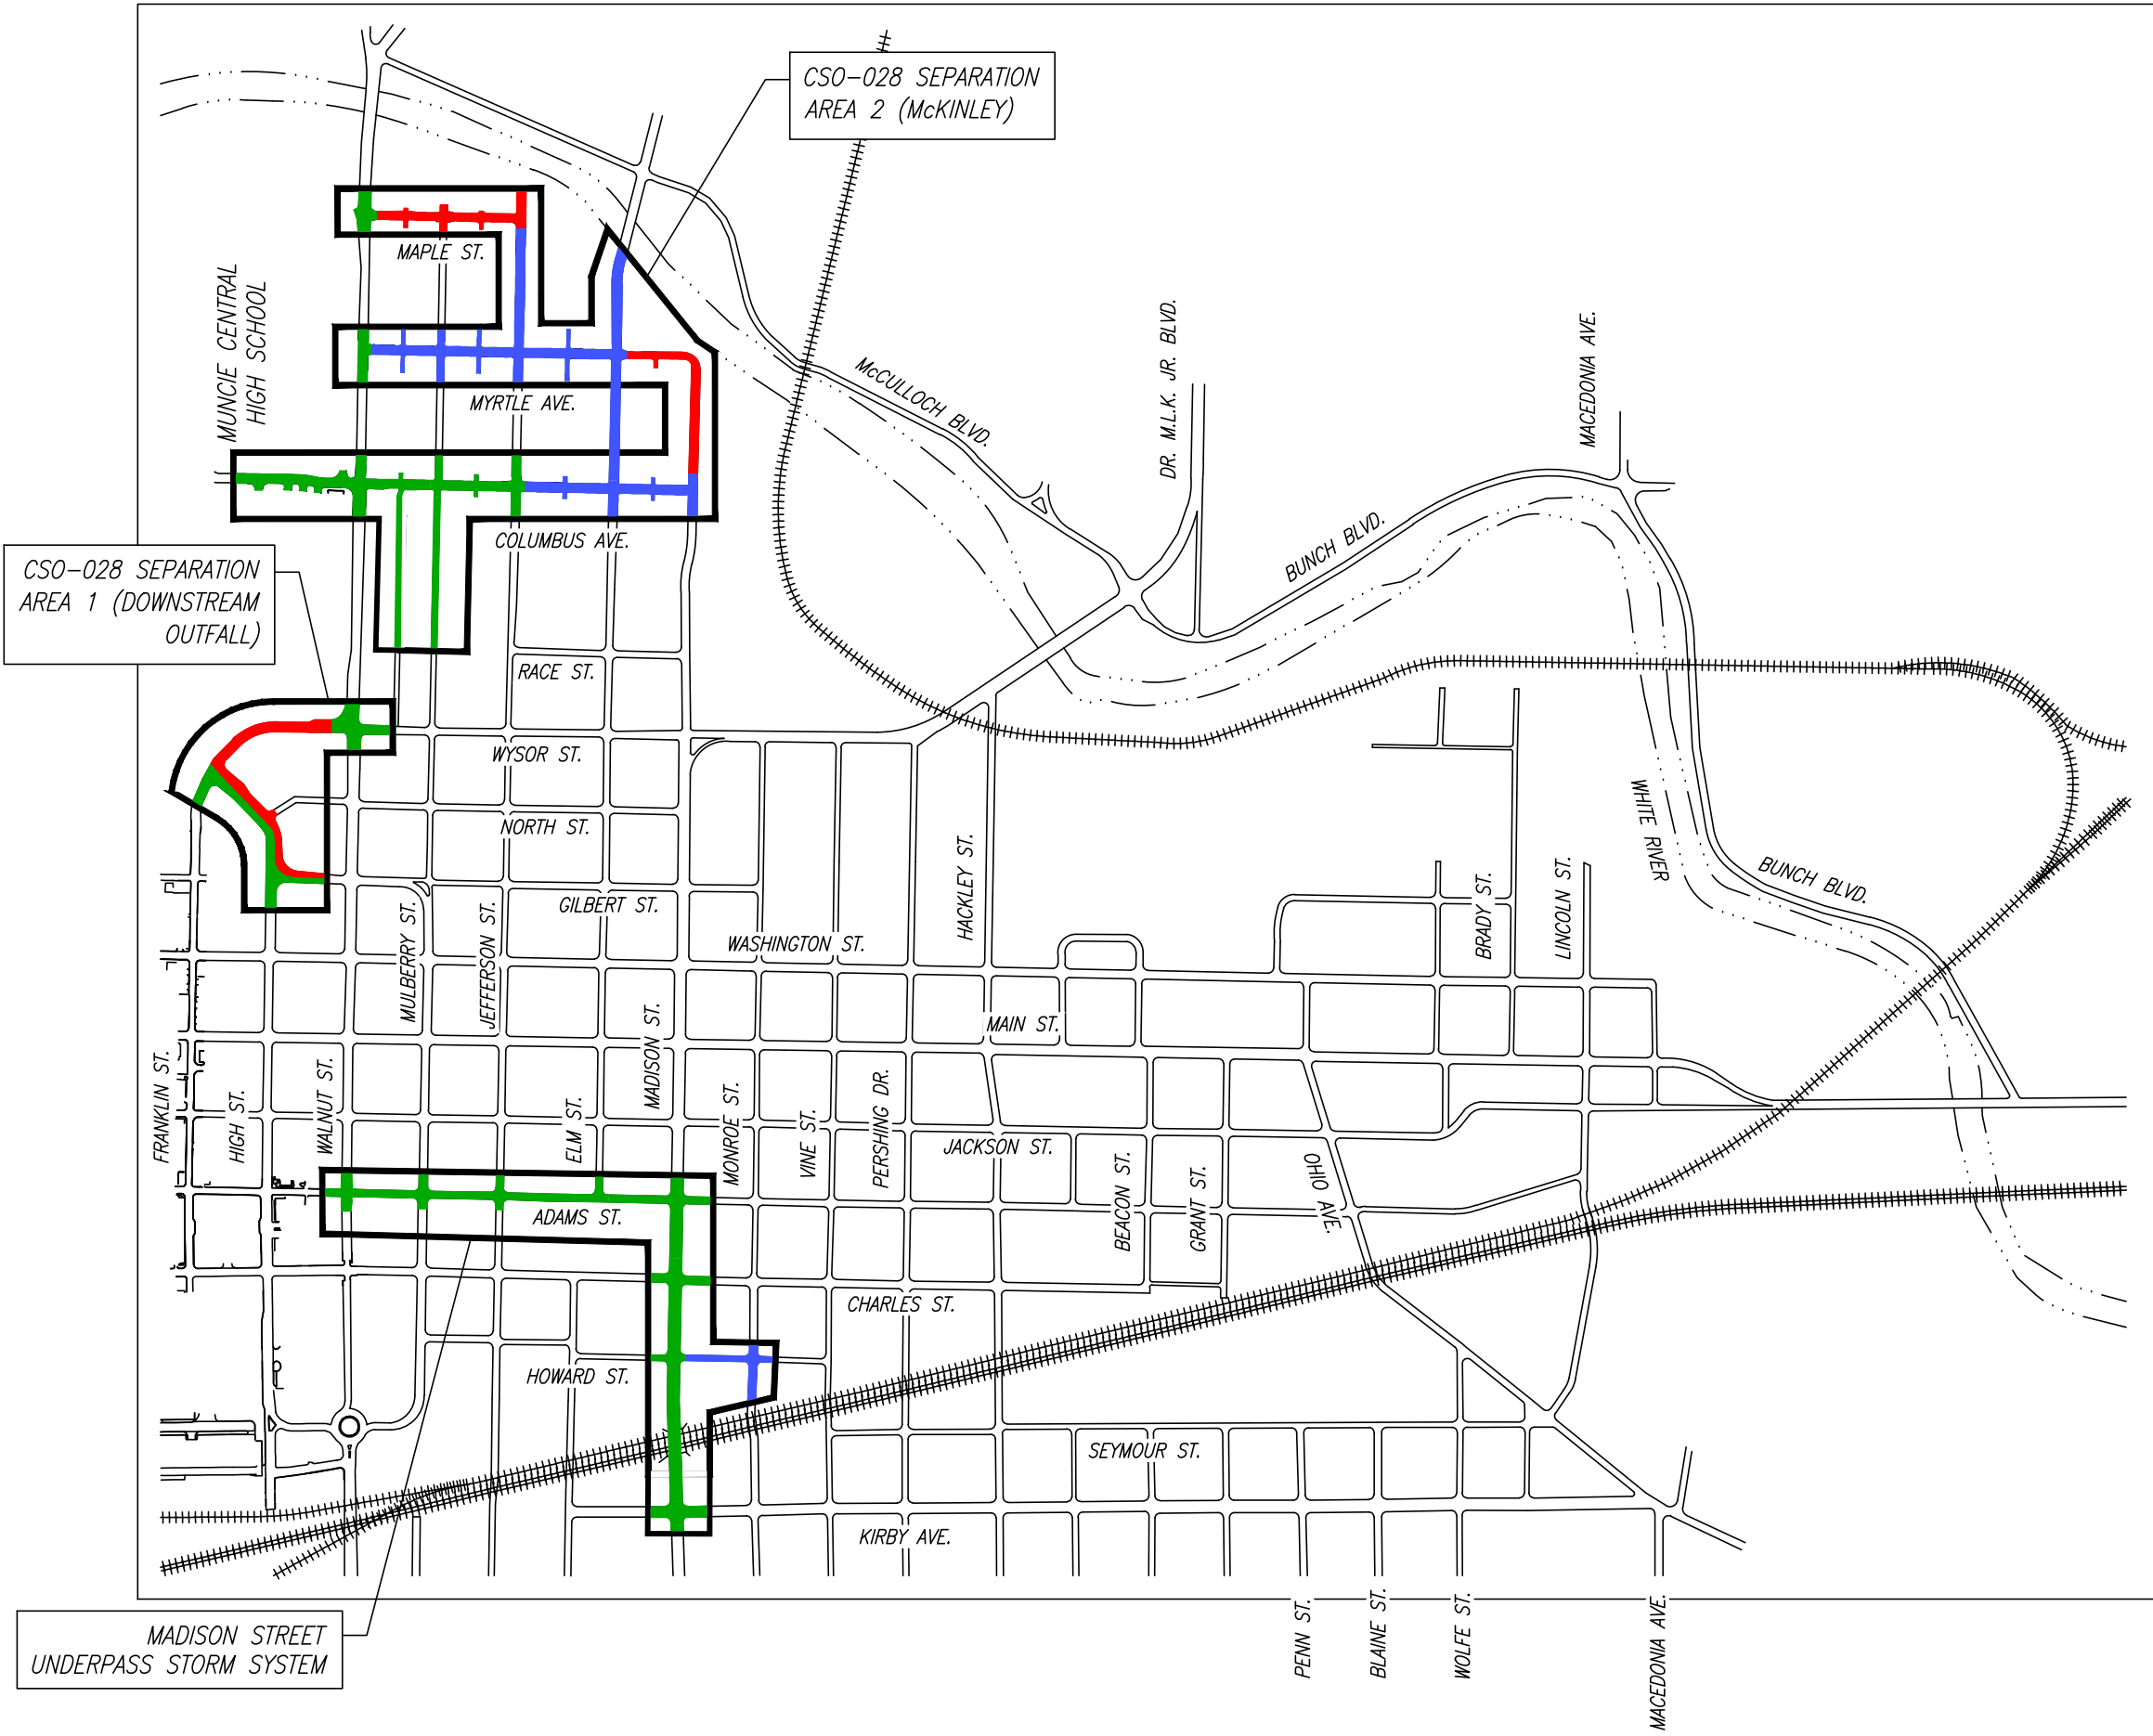 CSO-028 SEPARATION
AREA 2 (McKINLEY)
MAPLE ST.
MUNCIE CENTRAL
HIGH SCHOOL
MYRTLE AVE.
McCULLOCH BLVD.
DR. M.L.K. JR. BLVD.
MACEDONIA AVE.
COLUMBUS AVE.
BUNCH BLVD.
CSO-028 SEPARATION
AREA 1 (DOWNSTREAM
OUTFALL)
RACE ST.
WYSOR ST.
NORTH ST.
WHITE RIVER
BUNCH BLVD.
HACKLEY ST.
GILBERT ST.
BRADY ST.
LINCOLN ST.
MULBERRY ST.
JEFFERSON ST.
WASHINGTON ST.
MAIN ST.
MADISON ST.
FRANKLIN ST.
HIGH ST.
WALNUT ST.
ELM ST.
MONROE ST.
VINE ST.
PERSHING DR.
JACKSON ST.
BEACON ST.
GRANT ST.
OHIO AVE.
ADAMS ST.
CHARLES ST.
HOWARD ST.
SEYMOUR ST.
KIRBY AVE.
MADISON STREET
UNDERPASS STORM SYSTEM
PENN ST.
BLAINE ST.
WOLFE ST.
MACEDONIA AVE.